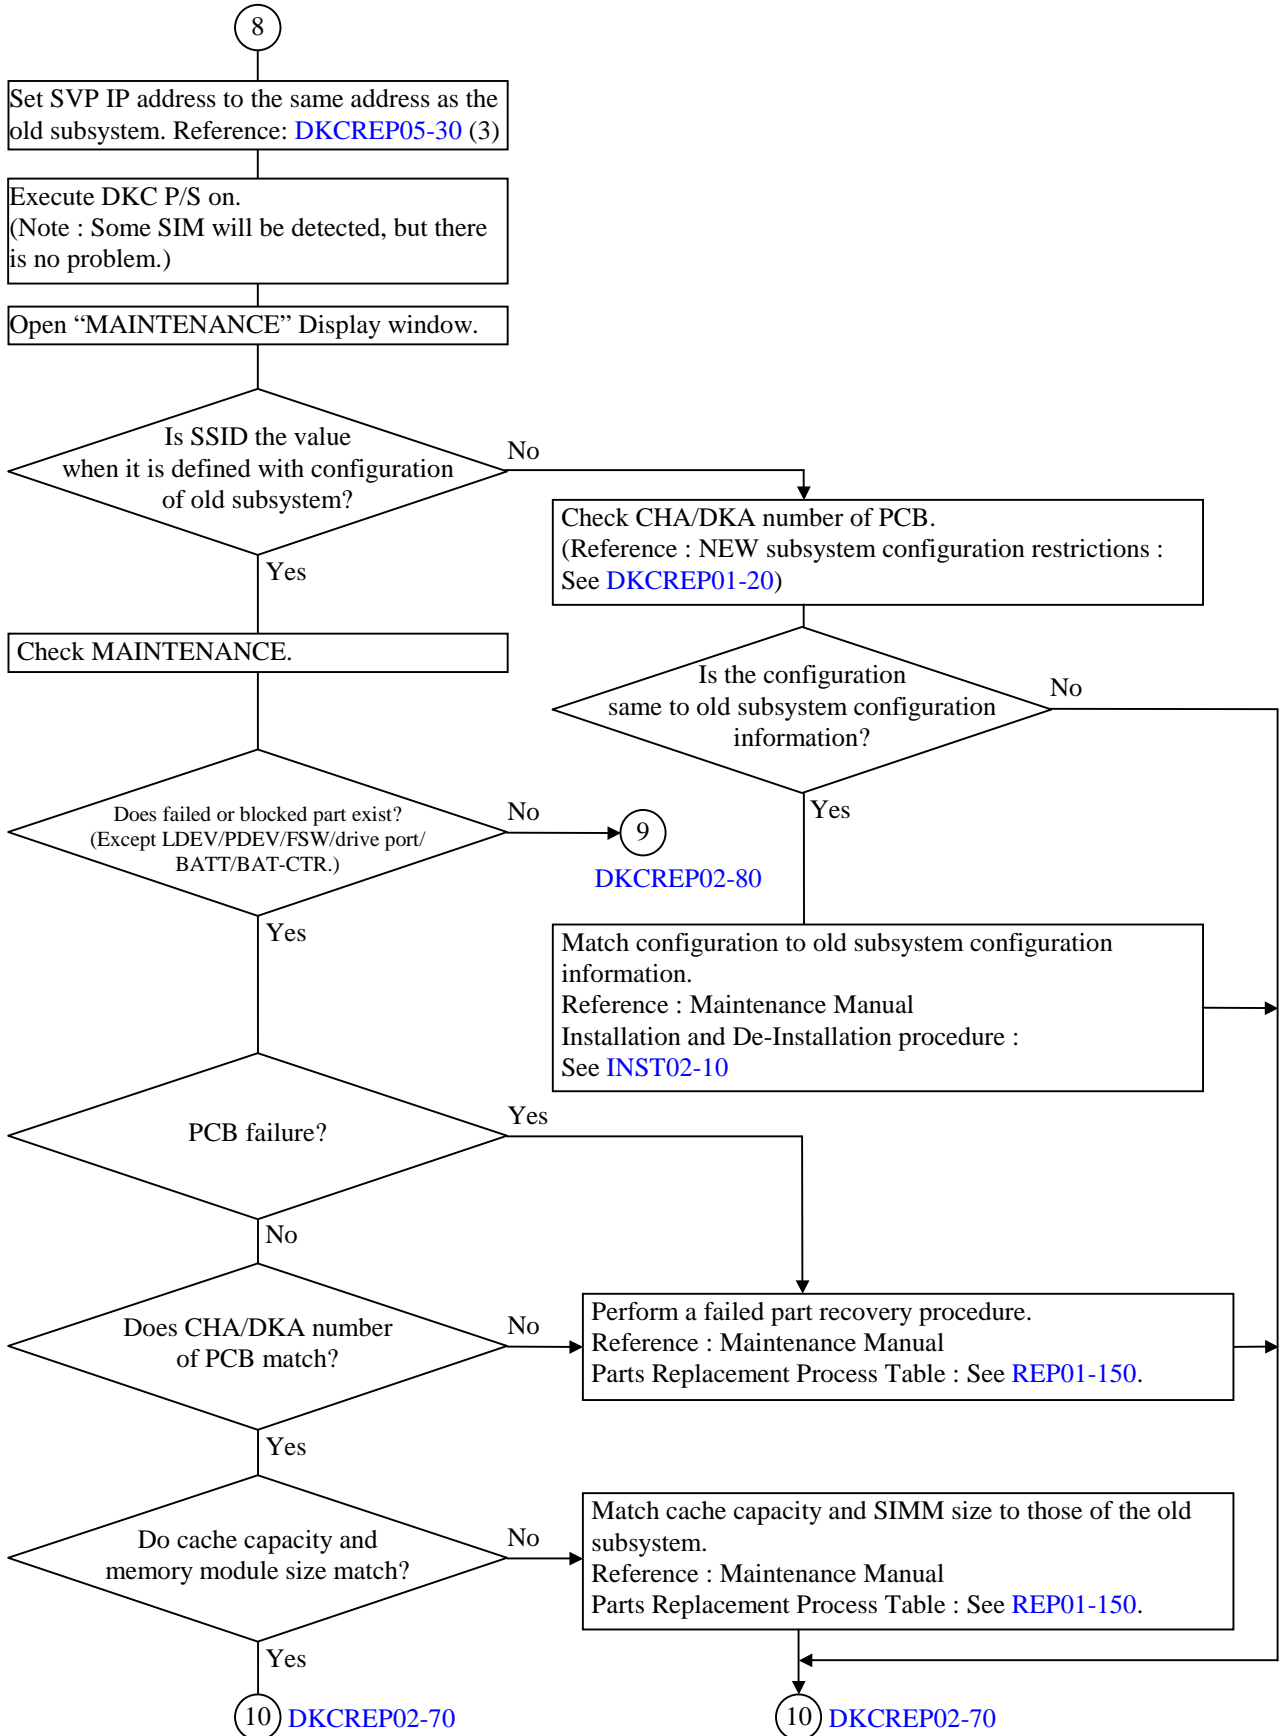 8
Set SVP IP address to the same address as the
old subsystem. Reference: DKCREP05-30 (3)
Execute DKC P/S on.
(Note : Some SIM will be detected, but there
is no problem.)
Open “MAINTENANCE” Display window.
Is SSID the value
when it is defined with configuration
of old subsystem?
No
Yes
Check CHA/DKA number of PCB.
(Reference : NEW subsystem configuration restrictions :
See DKCREP01-20)
Check MAINTENANCE.
Is the configuration
same to old subsystem configuration
information?
No
Yes
Does failed or blocked part exist?
(Except LDEV/PDEV/FSW/drive port/
BATT/BAT-CTR.)
No
9
DKCREP02-80
Yes
Match configuration to old subsystem configuration
information.
Reference : Maintenance Manual
Installation and De-Installation procedure :
See INST02-10
PCB failure?
Yes
No
Does CHA/DKA number
of PCB match?
No
Perform a failed part recovery procedure.
Reference : Maintenance Manual
Parts Replacement Process Table : See REP01-150.
Yes
Do cache capacity and
memory module size match?
No
Match cache capacity and SIMM size to those of the old
subsystem.
Reference : Maintenance Manual
Parts Replacement Process Table : See REP01-150.
Yes
10 DKCREP02-70
10 DKCREP02-70